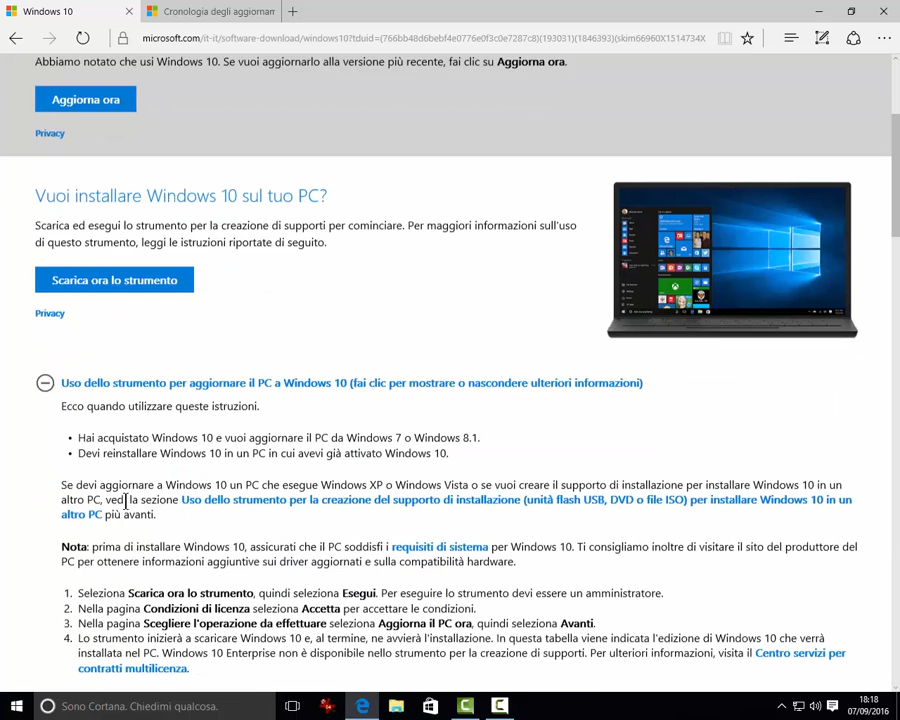 Windows 10
Cronologia degli aggiornam
microsoft.com/it-it/software-download/windows10?tduid=(766bb48d6bebf4e0776e0f3c0e7287c8)(193031)(1846393)(skim66960X1514734X
Abbiamo notato che usi Windows 10. Se vuoi aggiornarlo alla versione più recente, fai clic su Aggiorna ora.
Aggiorna ora
Privacy
Vuoi installare Windows 10 sul tuo PC?
Scarica ed esegui lo strumento per la creazione di supporti per cominciare. Per maggiori informazioni sull'uso
di questo strumento, leggi le istruzioni riportate di seguito.
Scarica ora lo strumento
Privacy
Uso dello strumento per aggiornare il PC a Windows 10 (fai clic per mostrare o nascondere ulteriori informazioni)
Ecco quando utilizzare queste istruzioni.
• Hai acquistato Windows 10 e vuoi aggiornare il PC da Windows 7 o Windows 8.1.
• Devi reinstallare Windows 10 in un PC in cui avevi già attivato Windows 10.
Se devi aggiornare a Windows 10 un PC che esegue Windows XP o Windows Vista o se vuoi creare il supporto di installazione per installare Windows 10 in un
altro PC, vedi la sezione Uso dello strumento per la creazione del supporto di installazione (unità flash USB, DVD o file ISO) per installare Windows 10 in un
altro PC più avanti.
Nota: prima di installare Windows 10, assicurati che il PC soddisfi i requisiti di sistema per Windows 10. Ti consigliamo inoltre di visitare il sito del produttore del
PC per ottenere informazioni aggiuntive sui driver aggiornati e sulla compatibilità hardware.
1. Seleziona Scarica ora lo strumento, quindi seleziona Esegui. Per eseguire lo strumento devi essere un amministratore.
2. Nella pagina Condizioni di licenza seleziona Accetta per accettare le condizioni.
3. Nella pagina Scegliere l'operazione da effettuare seleziona Aggiorna il PC ora, quindi seleziona Avanti.
4. Lo strumento inizierà a scaricare Windows 10 e, al termine, ne avvierà l'installazione. In questa tabella viene indicata l'edizione di Windows 10 che verrà
installata nel PC. Windows 10 Enterprise non è disponibile nello strumento per la creazione di supporti. Per ulteriori informazioni, visita il Centro servizi per
contratti multilicenza.
Sono Cortana. Chiedimi qualcosa.
18:18
07/09/2016